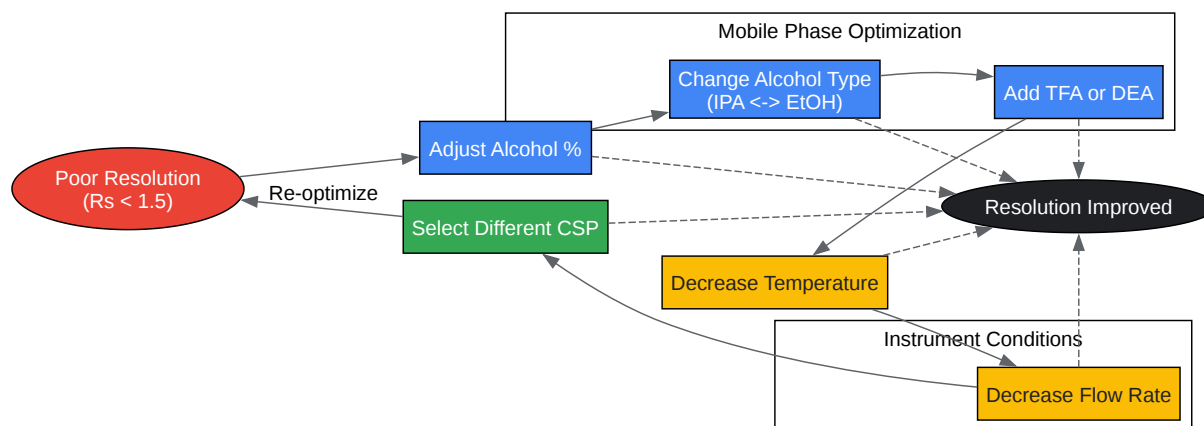 Mobile Phase Optimization
Change Alcohol Type
(IPA <-> EtOH)
Add TFA or DEA
Adjust Alcohol %
Poor Resolution
(Rs < 1.5)
Re-optimize
Select Different CSP
Resolution Improved
Decrease Temperature
Instrument Conditions
Decrease Flow Rate